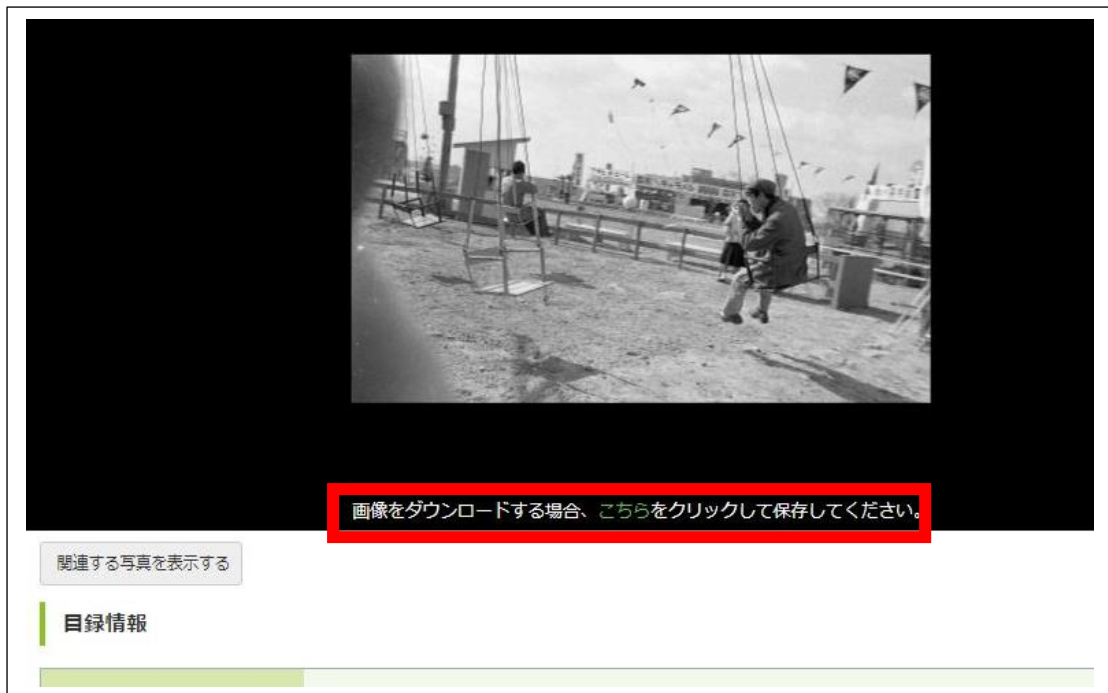 画像をダウンロードする場合、こちらをクリックして保存してください。
関連する写真を表示する
目録情報